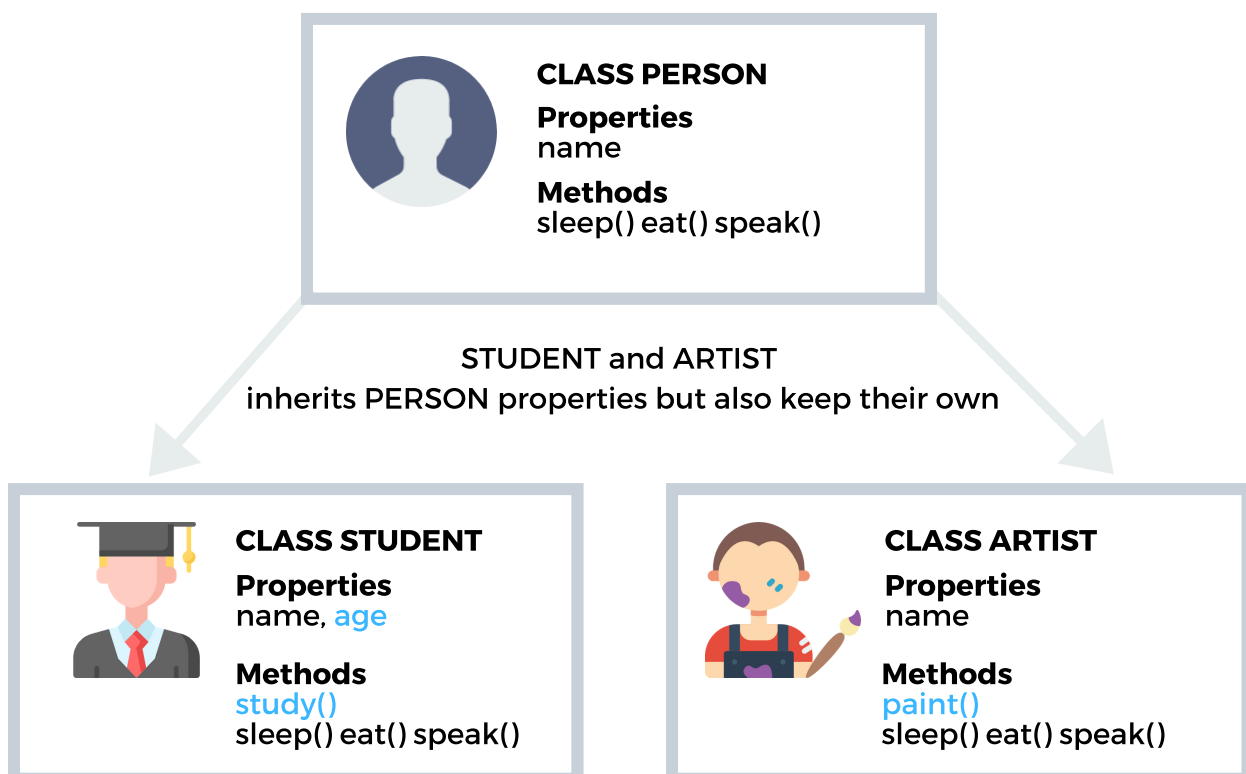 CLASS PERSON
Properties
name
Methods
sleep() eat() speak()
STUDENT and ARTIST
inherits PERSON properties but also keep their own
CLASS STUDENT
Properties
name, age
Methods
study()
sleep() eat() speak()
CLASS ARTIST
Properties
name
Methods
paint()
sleep() eat() speak()